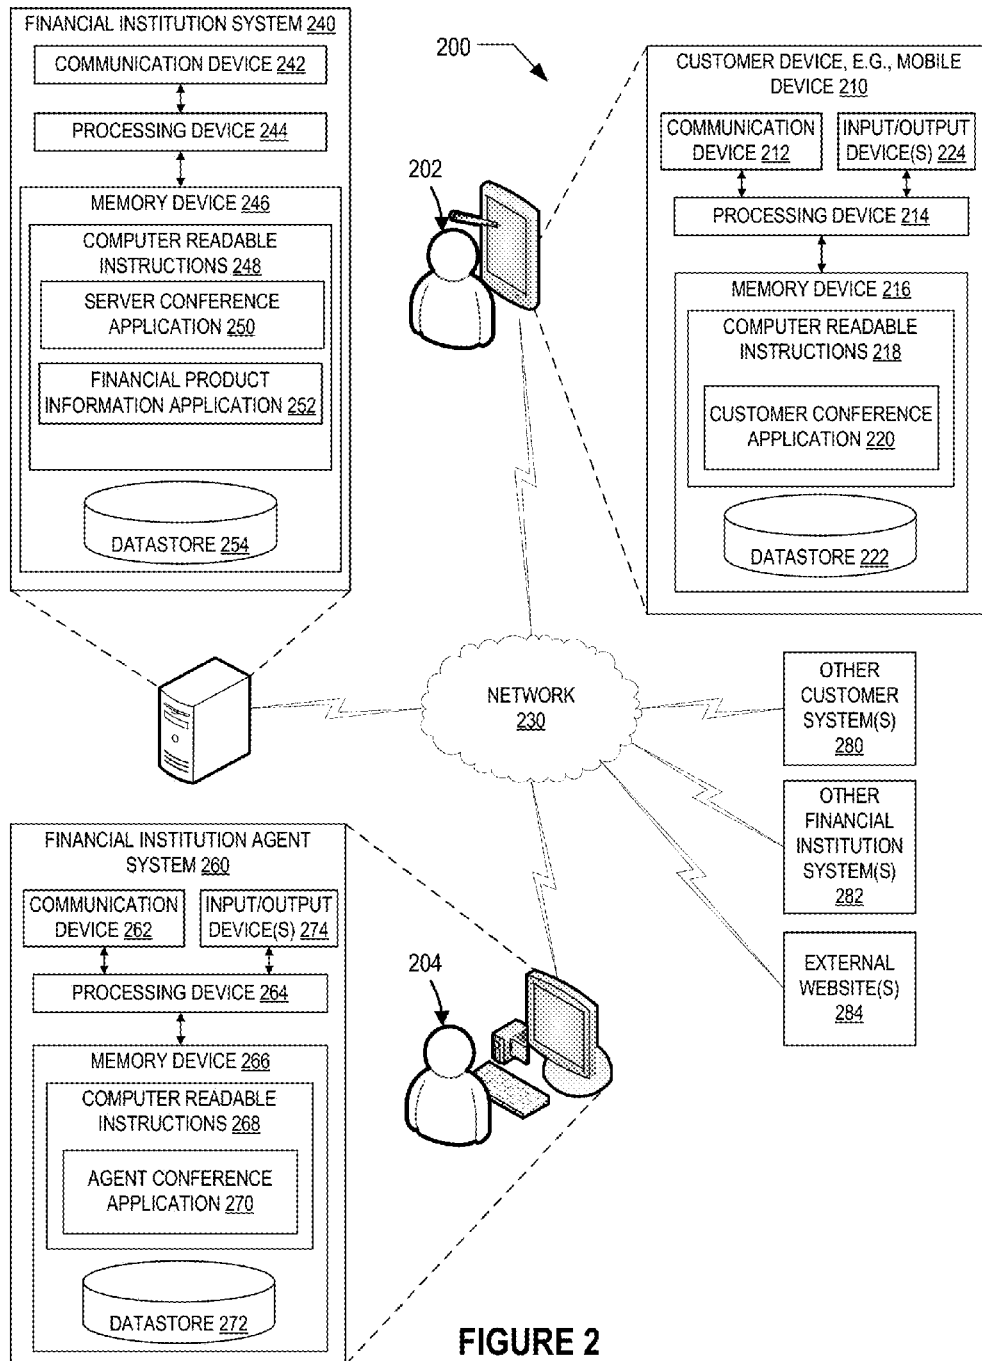 FINANCIAL INSTITUTION SYSTEM 240
COMMUNICATION DEVICE 242
PROCESSING DEVICE 244
MEMORY DEVICE 246
COMPUTER READABLE
INSTRUCTIONS 248
SERVER CONFERENCE
APPLICATION 250
FINANCIAL PRODUCT
INFORMATION APPLICATION 252
DATASTORE 254
200
202
CUSTOMER DEVICE, E.G., MOBILE
DEVICE 210
COMMUNICATION
DEVICE 212
INPUT/OUTPUT
DEVICE(S) 224
PROCESSING DEVICE 214
MEMORY DEVICE 216
COMPUTER READABLE
INSTRUCTIONS 218
CUSTOMER CONFERENCE
APPLICATION 220
DATASTORE 222
NETWORK
230
OTHER
CUSTOMER
SYSTEM(S)
280
OTHER
FINANCIAL
INSTITUTION
SYSTEM(S)
282
EXTERNAL
WEBSITE(S)
284
FINANCIAL INSTITUTION AGENT
SYSTEM 260
COMMUNICATION
DEVICE 262
INPUT/OUTPUT
DEVICE(S) 274
PROCESSING DEVICE 264
MEMORY DEVICE 266
COMPUTER READABLE
INSTRUCTIONS 268
AGENT CONFERENCE
APPLICATION 270
DATASTORE 272
204
FIGURE 2